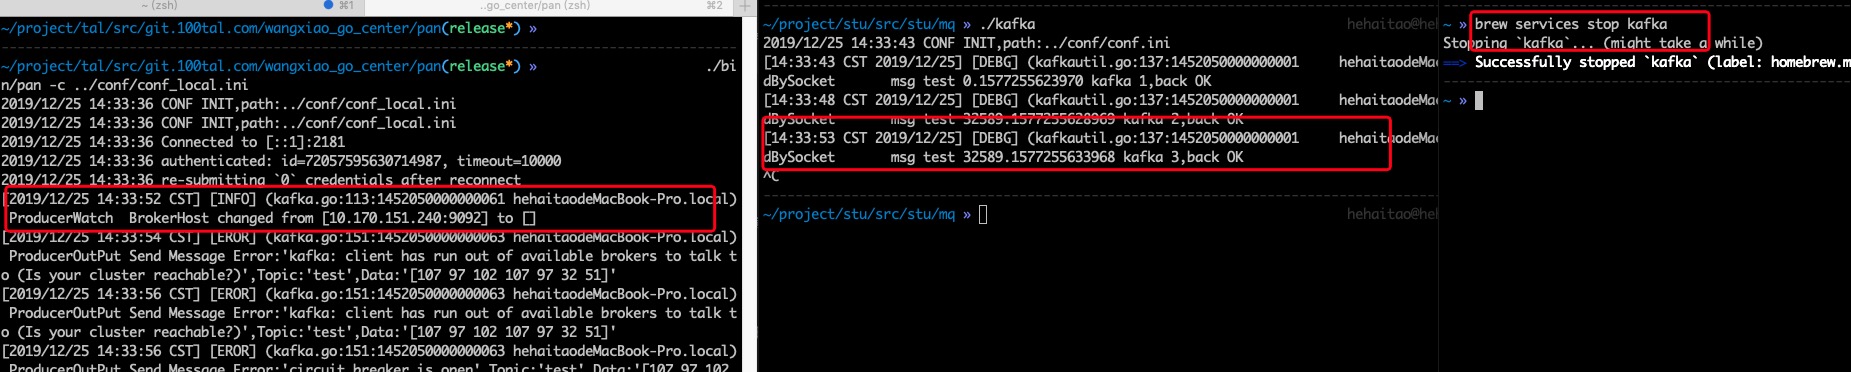 ~ (zsh)
⌘1
..go_center/pan (zsh)
⌘2
+
~/project/tal/src/git.100tal.com/wangxiao_go_center/pan(release*) »
~/project/tal/src/git.100tal.com/wangxiao_go_center/pan(release*) » ./bi
n/pan -c ../conf/conf_local.ini
2019/12/25 14:33:36 CONF INIT,path:../conf/conf_local.ini
2019/12/25 14:33:36 CONF INIT,path:../conf/conf_local.ini
2019/12/25 14:33:36 Connected to [::1]:2181
2019/12/25 14:33:36 authenticated: id=72057595630714987, timeout=10000
2019/12/25 14:33:36 re-submitting `0` credentials after reconnect
[2019/12/25 14:33:52 CST] [INFO] (kafka.go:113:1452050000000061 hehaitaodeMacBook-Pro.local)
ProducerWatch BrokerHost changed from [10.170.151.240:9092] to []
[2019/12/25 14:33:54 CST] [EROR] (kafka.go:151:1452050000000063 hehaitaodeMacBook-Pro.local)
ProducerOutPut Send Message Error:'kafka: client has run out of available brokers to talk t
o (Is your cluster reachable?)',Topic:'test',Data:'[107 97 102 107 97 32 51]'
[2019/12/25 14:33:56 CST] [EROR] (kafka.go:151:1452050000000063 hehaitaodeMacBook-Pro.local)
ProducerOutPut Send Message Error:'kafka: client has run out of available brokers to talk t
o (Is your cluster reachable?)',Topic:'test',Data:'[107 97 102 107 97 32 51]'
[2019/12/25 14:33:56 CST] [EROR] (kafka.go:151:1452050000000063 hehaitaodeMacBook-Pro.local)
ProducerOutPut Send Message Error:'circuit breaker is open',Topic:'test',Data:'[107 97 102
~/project/stu/src/stu/mq » ./kafka hehaitao@heh
2019/12/25 14:33:43 CONF INIT,path:../conf/conf.ini
[14:33:43 CST 2019/12/25] [DEBG] (kafkautil.go:137:1452050000000001 hehaitaodeMac
dBySocket msg test 0.1577255623970 kafka 1,back OK
[14:33:48 CST 2019/12/25] [DEBG] (kafkautil.go:137:1452050000000001 hehaitaodeMac
dBySocket msg test 32589.1577255628969 kafka 2,back OK
[14:33:53 CST 2019/12/25] [DEBG] (kafkautil.go:137:1452050000000001 hehaitaodeMac
dBySocket msg test 32589.1577255633968 kafka 3,back OK
^C
~/project/stu/src/stu/mq » hehaitao@heh
~ » brew services stop kafka
Stopping `kafka`... (might take a while)
==> Successfully stopped `kafka` (label: homebrew.m
~ »